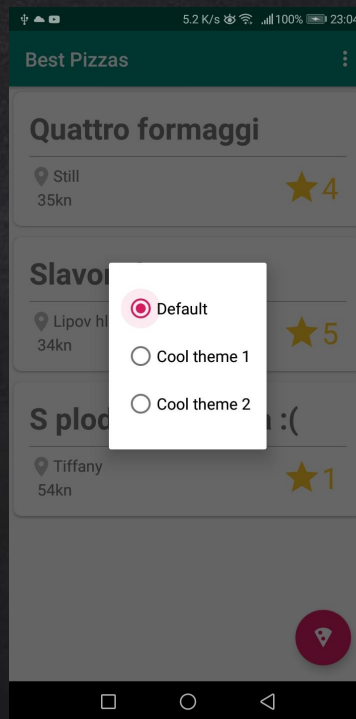 5.2 K/s 100% 23:04
Best Pizzas
Quattro formaggi
Still
4
35kn
Slavon
Lipov hl
5
34kn
Default
Cool theme 1
Cool theme 2
S plod :(
Tiffany
1
54kn